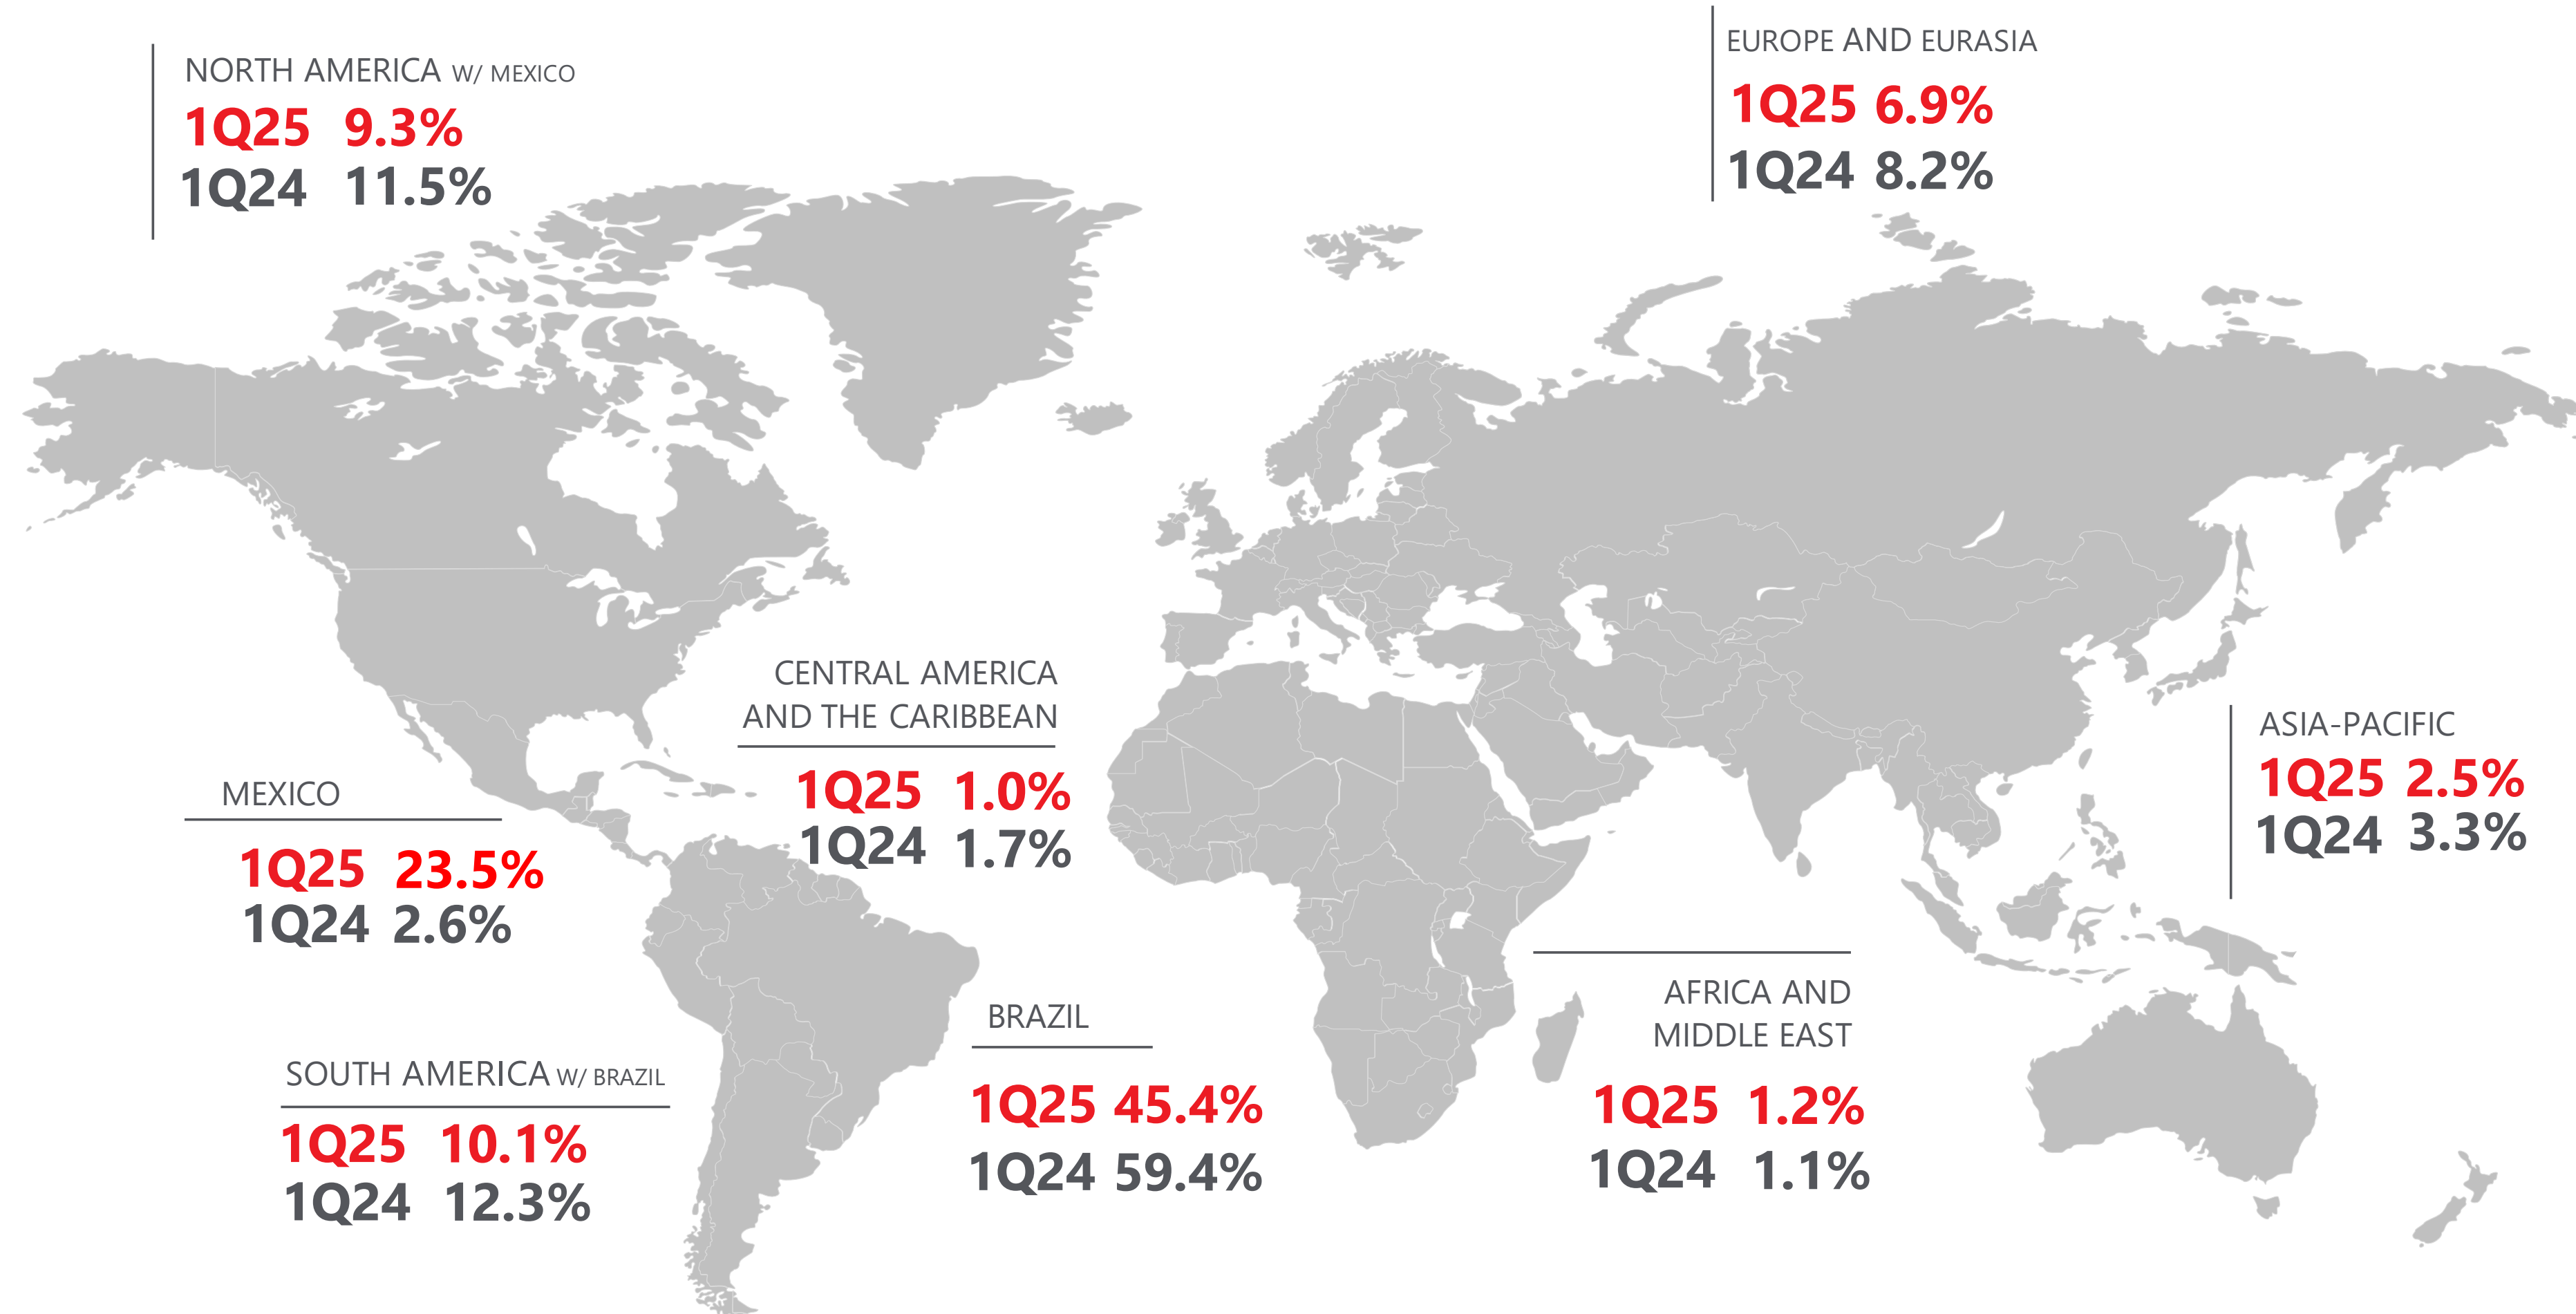 NORTH AMERICA W/ MEXICO
1Q25 9.3%
1Q24 11.5%
EUROPE AND EURASIA
1Q25 6.9%
1Q24 8.2%
CENTRAL AMERICA
AND THE CARIBBEAN
1Q25 1.0%
1Q24 1.7%
MEXICO
1Q25 23.5%
1Q24 2.6%
ASIA-PACIFIC
1Q25 2.5%
1Q24 3.3%
SOUTH AMERICA W/ BRAZIL
1Q25 10.1%
1Q24 12.3%
BRAZIL
1Q25 45.4%
1Q24 59.4%
AFRICA AND
MIDDLE EAST
1Q25 1.2%
1Q24 1.1%